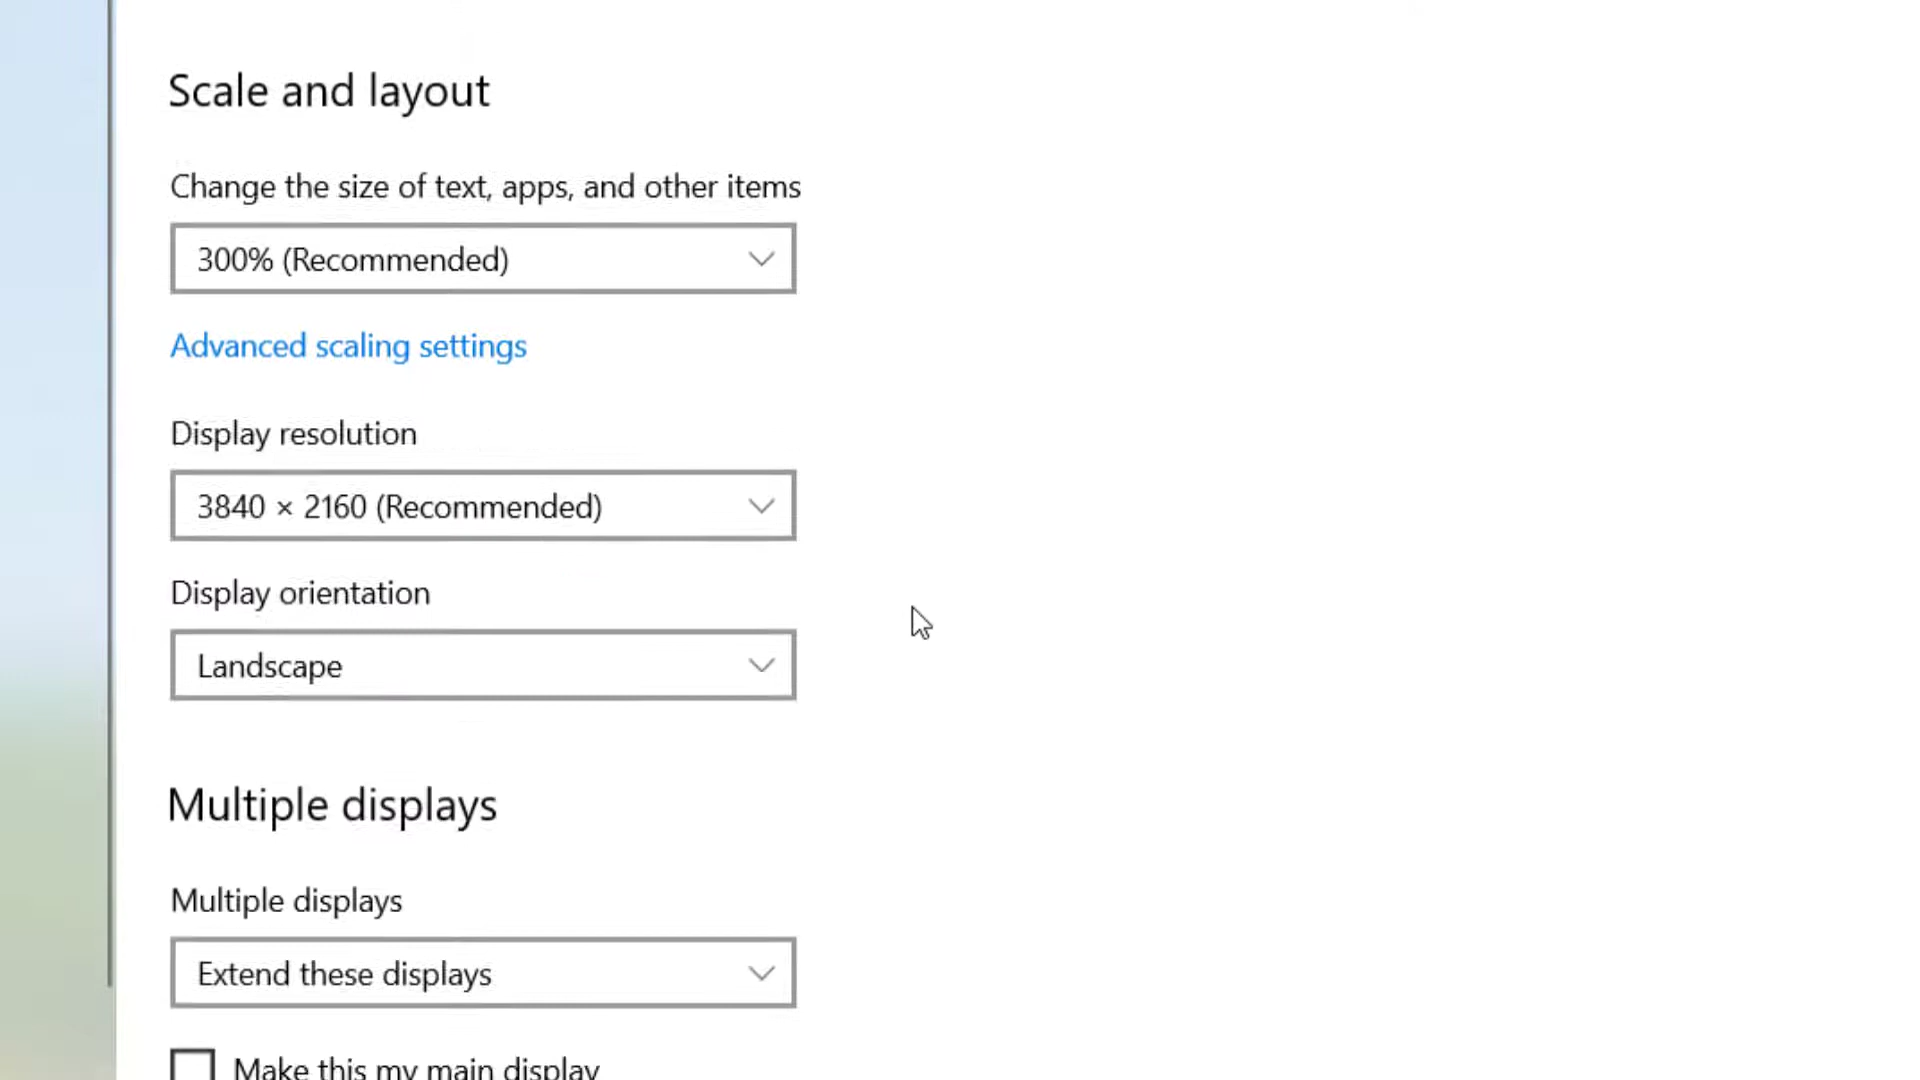 Scale and layout
Change the size of text, apps, and other items
300% (Recommended)
Advanced scaling settings
Display resolution
3840 × 2160 (Recommended)
Display orientation
Landscape
Multiple displays
Multiple displays
Extend these displays
Make this my main display